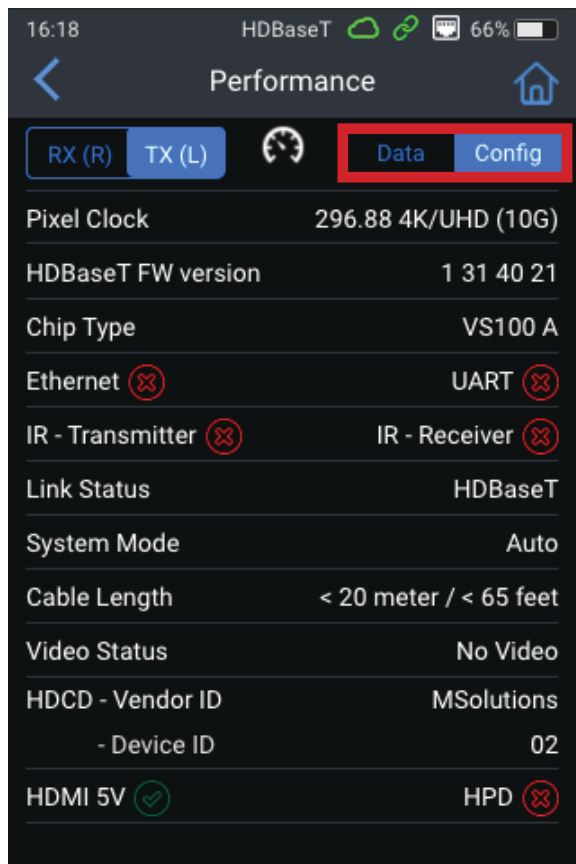 16:18 HDBaseT 66%
Performance
RX (R) TX (L) Data Config
Pixel Clock 296.88 4K/UHD (10G)
HDBaseT FW version 1 31 40 21
Chip Type VS100 A
Ethernet UART
IR - Transmitter IR - Receiver
Link Status HDBaseT
System Mode Auto
Cable Length < 20 meter / < 65 feet
Video Status No Video
HDCD - Vendor ID MSolutions
- Device ID 02
HDMI 5V HPD